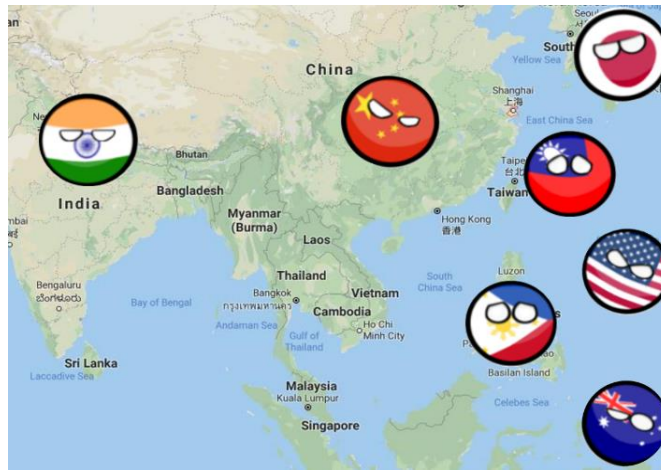 South
Yellow Sea
China
Shanghai
上海
East China Sea
Bhutan
Taipei
台北
Bangladesh
Taiwan
India
Myanmar
(Burma)
Hong Kong
香港
Laos
Luzon
Thailand
South
China Sea
Bengaluru
ಬೆಂಗಳೂರು
Bay of Bengal
Bangkok
กรุงเทพมหานคร
Vietnam
Cambodia
Andaman Sea
Gulf of
Thailand
Ho Chi
Minh City
Sri Lanka
Laccadive Sea
Basilan Island
Malaysia
Kuala Lumpur
Celebes Sea
Singapore